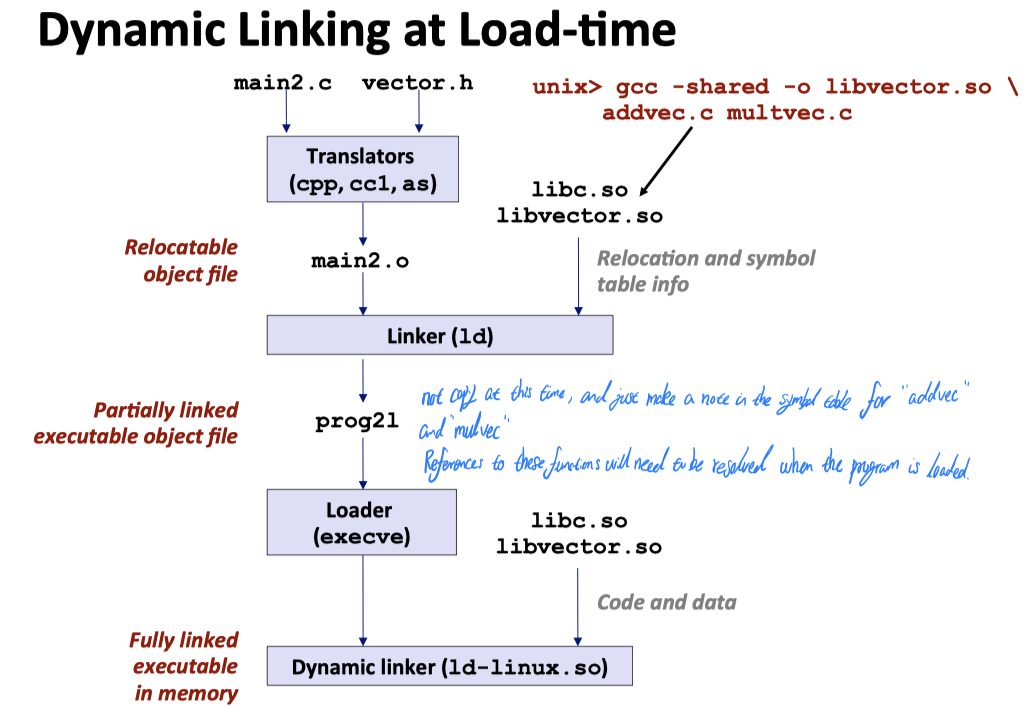 Dynamic Linking at Load-time
main2.c vector.h
unix> gcc -shared -o libvector.so \
addvec.c multvec.c
Translators
(cpp, cc1, as)
libc.so
libvector.so
Relocatable
object file
main2.o
Relocation and symbol
table info
Linker (ld)
Partially linked
executable object file
prog2l
not copy at this time, and just make a note in the symbol table for "addvec"
and "mulvec"
References to these functions will need to be resolved when the program is loaded.
Loader
(execve)
libc.so
libvector.so
Code and data
Fully linked
executable
in memory
Dynamic linker (ld-linux.so)